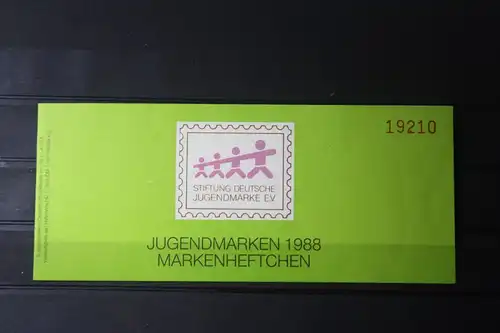 19210
STIFTUNG DEUTSCHE
JUGENDMARKE E.V
JUGENDMARKEN 1988
MARKENHEFTCHEN